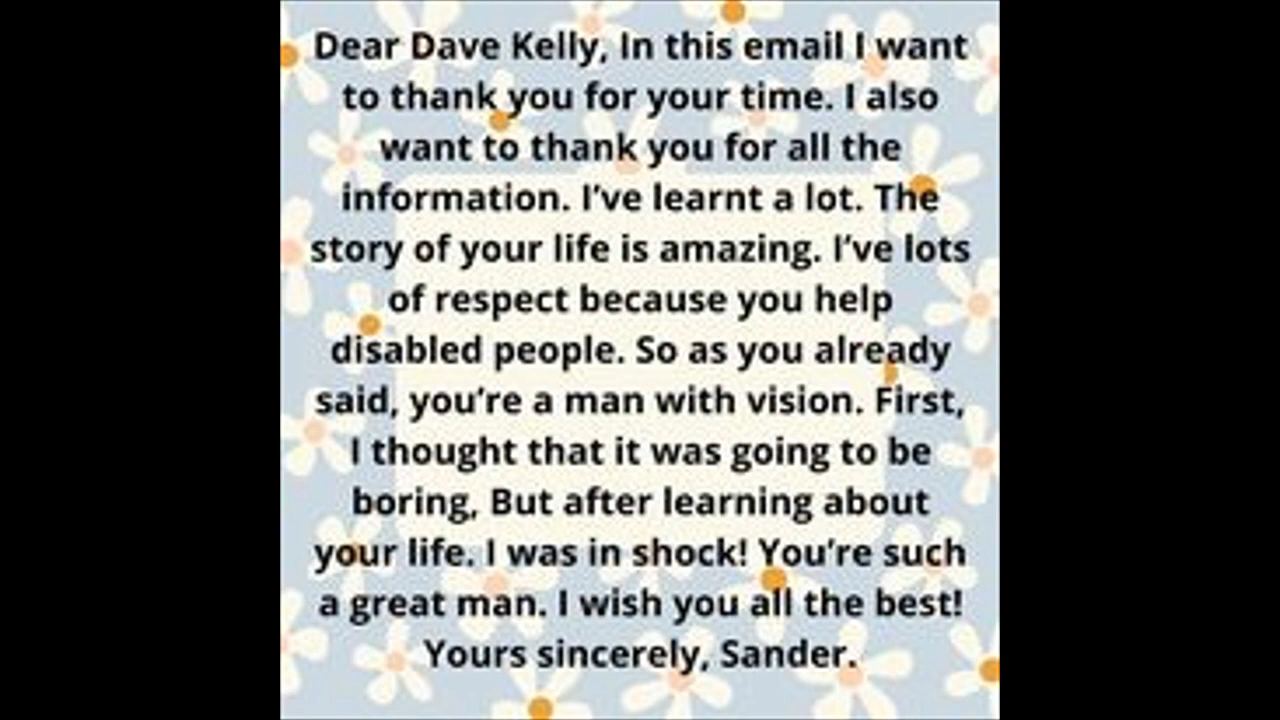 Dear Dave Kelly, In this email I want
to thank you for your time. I also
want to thank you for all the
information. I’ve learnt a lot. The
story of your life is amazing. I’ve lots
of respect because you help
disabled people. So as you already
said, you’re a man with vision. First,
I thought that it was going to be
boring, But after learning about
your life. I was in shock! You’re such
a great man. I wish you all the best!
Yours sincerely, Sander.